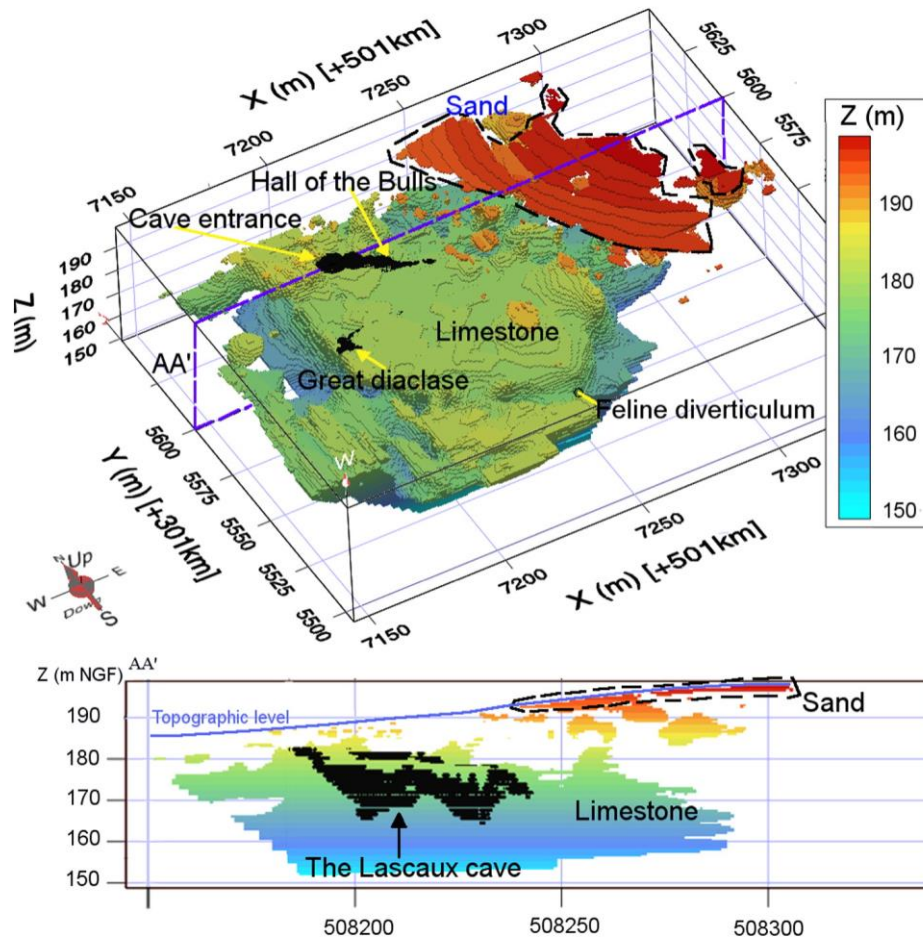 X (m) [+501km]
7150
7200
7250
7300
5625
5600
5575
Sand
Hall of the Bulls
Cave entrance
Z (m)
190
180
170
160
150
Z (m)
190
180
170
160
150
AA'
Limestone
Great diaclase
Feline diverticulum
W
5600
5575
5550
5525
5500
Y (m) [+301km]
7150
7200
7250
7300
X (m) [+501km]
N
Up
E
W
Down
S
Z (m NGF)
AA'
Topographic level
Sand
190
180
170
160
150
Limestone
The Lascaux cave
508200
508250
508300